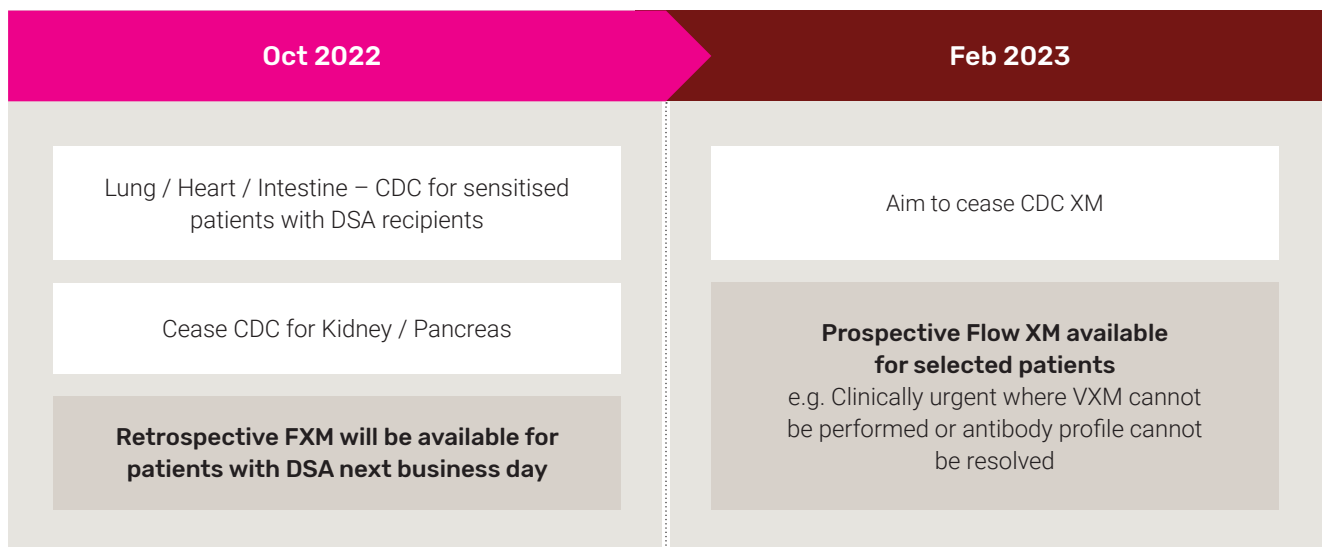 Oct 2022
Lung / Heart / Intestine – CDC for sensitised
patients with DSA recipients
Cease CDC for Kidney / Pancreas
Retrospective FXM will be available for
patients with DSA next business day
Feb 2023
Aim to cease CDC XM
Prospective Flow XM available
for selected patients
e.g. Clinically urgent where VXM cannot
be performed or antibody profile cannot
be resolved